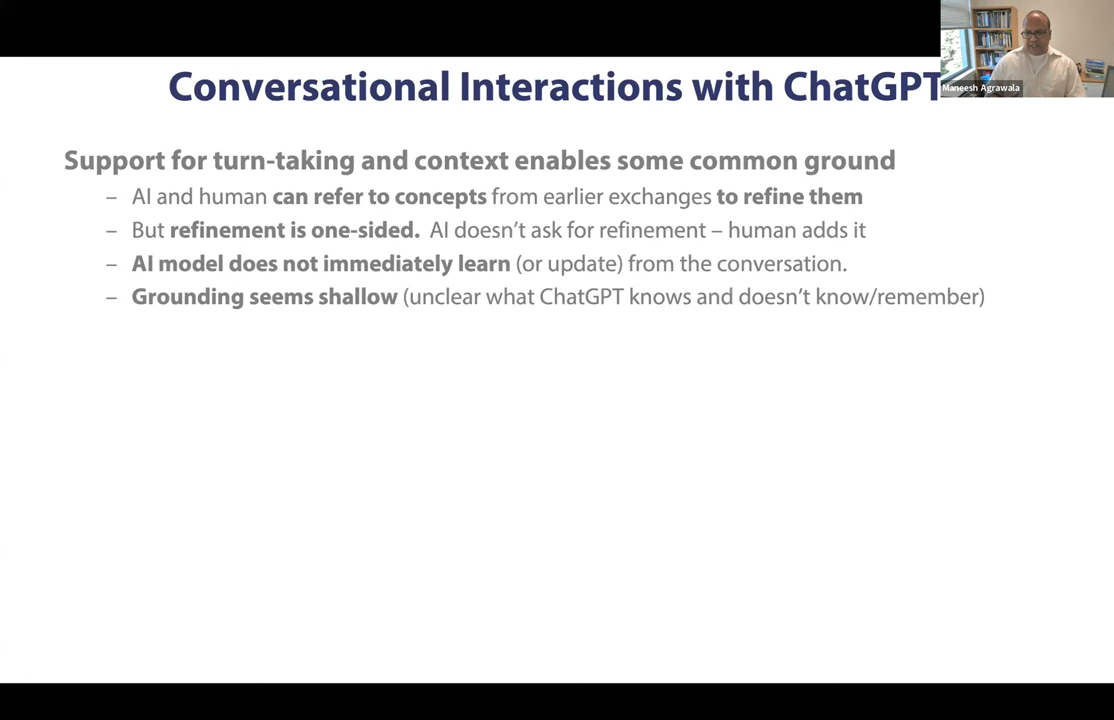 Conversational Interactions with ChatGPT
Maneesh Agrawala
Support for turn-taking and context enables some common ground
– AI and human can refer to concepts from earlier exchanges to refine them
– But refinement is one-sided. AI doesn't ask for refinement – human adds it
– AI model does not immediately learn (or update) from the conversation.
– Grounding seems shallow (unclear what ChatGPT knows and doesn't know/remember)